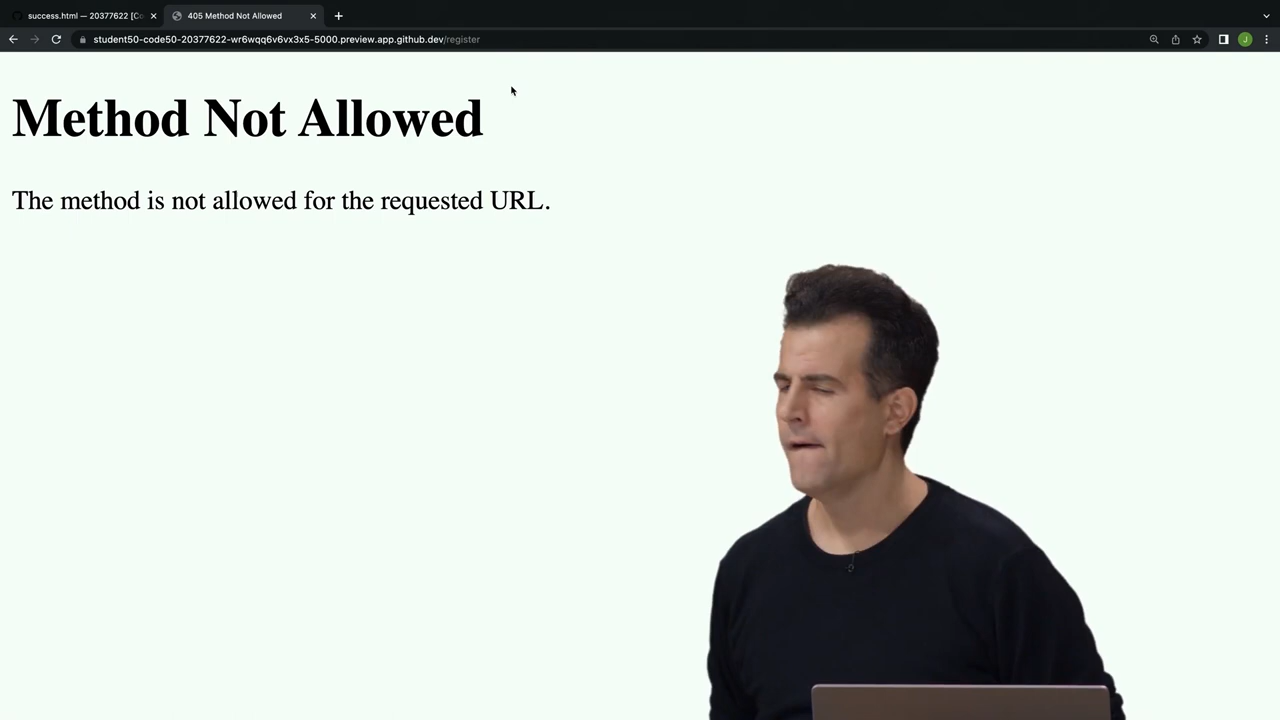 success.html — 20377622 [Co
405 Method Not Allowed
student50-code50-20377622-wr6wqq6v6vx3x5-5000.preview.app.github.dev/register
J
Method Not Allowed
The method is not allowed for the requested URL.